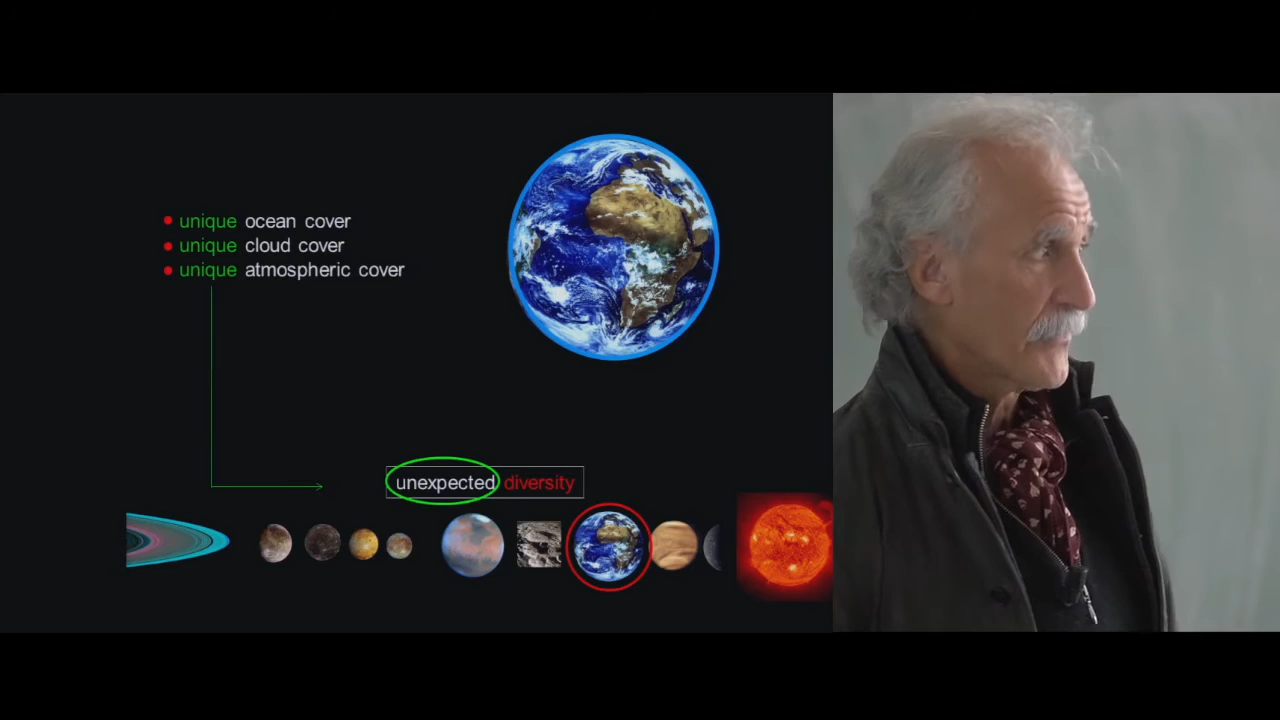 unique ocean cover
unique cloud cover
unique atmospheric cover
unexpected diversity